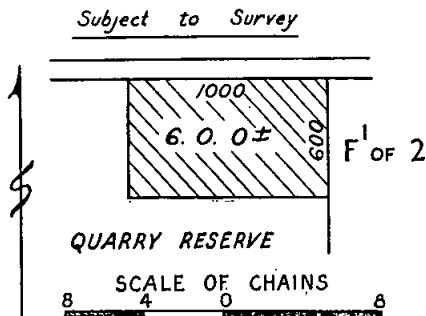 Subject to Survey
1000
6. 0. 0±
600
F¹ OF 2
QUARRY RESERVE
SCALE OF CHAINS
8 4 0 8